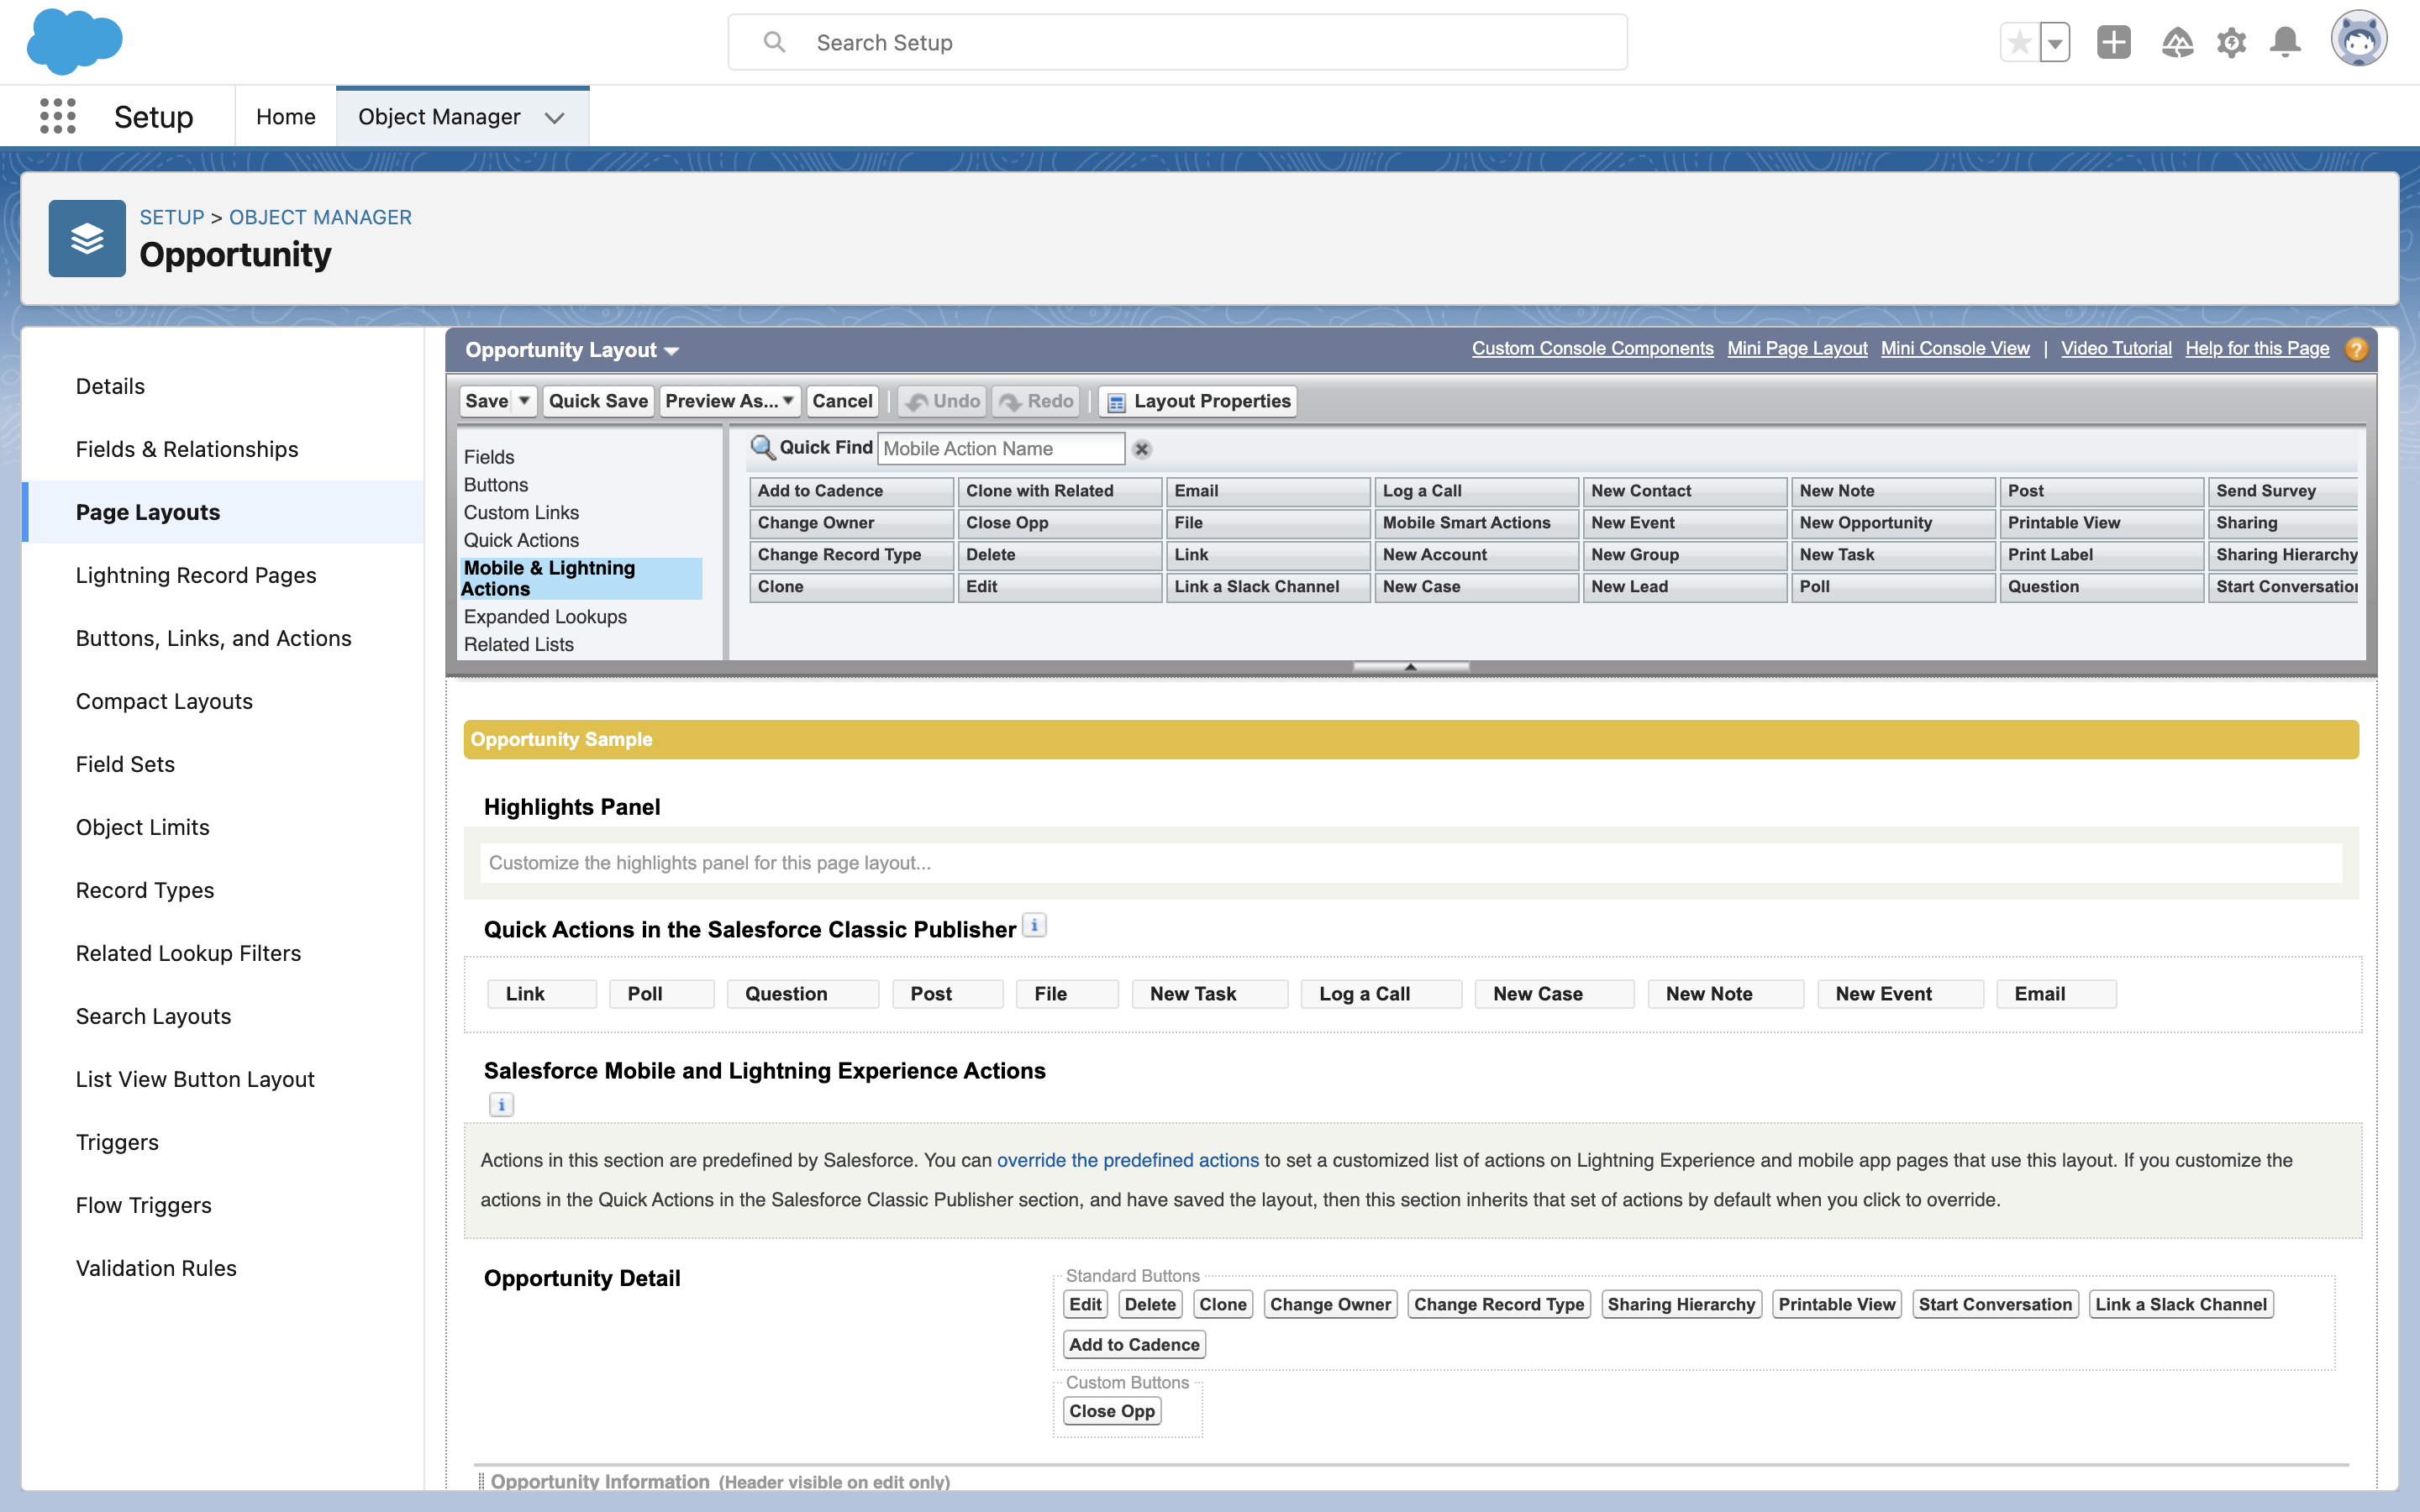 Search Setup
Setup
Home
Object Manager
SETUP > OBJECT MANAGER
Opportunity
Details
Fields & Relationships
Page Layouts
Lightning Record Pages
Buttons, Links, and Actions
Compact Layouts
Field Sets
Object Limits
Record Types
Related Lookup Filters
Search Layouts
List View Button Layout
Triggers
Flow Triggers
Validation Rules
Opportunity Layout
Custom Console Components Mini Page Layout Mini Console View | Video Tutorial Help for this Page ?
Save Quick Save Preview As... Cancel Undo Redo Layout Properties
Fields
Buttons
Custom Links
Quick Actions
Mobile & Lightning
Actions
Expanded Lookups
Related Lists
Quick Find Mobile Action Name
Add to Cadence Clone with Related Email Log a Call New Contact New Note Post Send Survey
Change Owner Close Opp File Mobile Smart Actions New Event New Opportunity Printable View Sharing
Change Record Type Delete Link New Account New Group New Task Print Label Sharing Hierarchy
Clone Edit Link a Slack Channel New Case New Lead Poll Question Start Conversation
Opportunity Sample
Highlights Panel
Customize the highlights panel for this page layout...
Quick Actions in the Salesforce Classic Publisher i
Link Poll Question Post File New Task Log a Call New Case New Note New Event Email
Salesforce Mobile and Lightning Experience Actions
i
Actions in this section are predefined by Salesforce. You can override the predefined actions to set a customized list of actions on Lightning Experience and mobile app pages that use this layout. If you customize the
actions in the Quick Actions in the Salesforce Classic Publisher section, and have saved the layout, then this section inherits that set of actions by default when you click to override.
Opportunity Detail
Standard Buttons
Edit Delete Clone Change Owner Change Record Type Sharing Hierarchy Printable View Start Conversation Link a Slack Channel
Add to Cadence
Custom Buttons
Close Opp
Opportunity Information (Header visible on edit only)